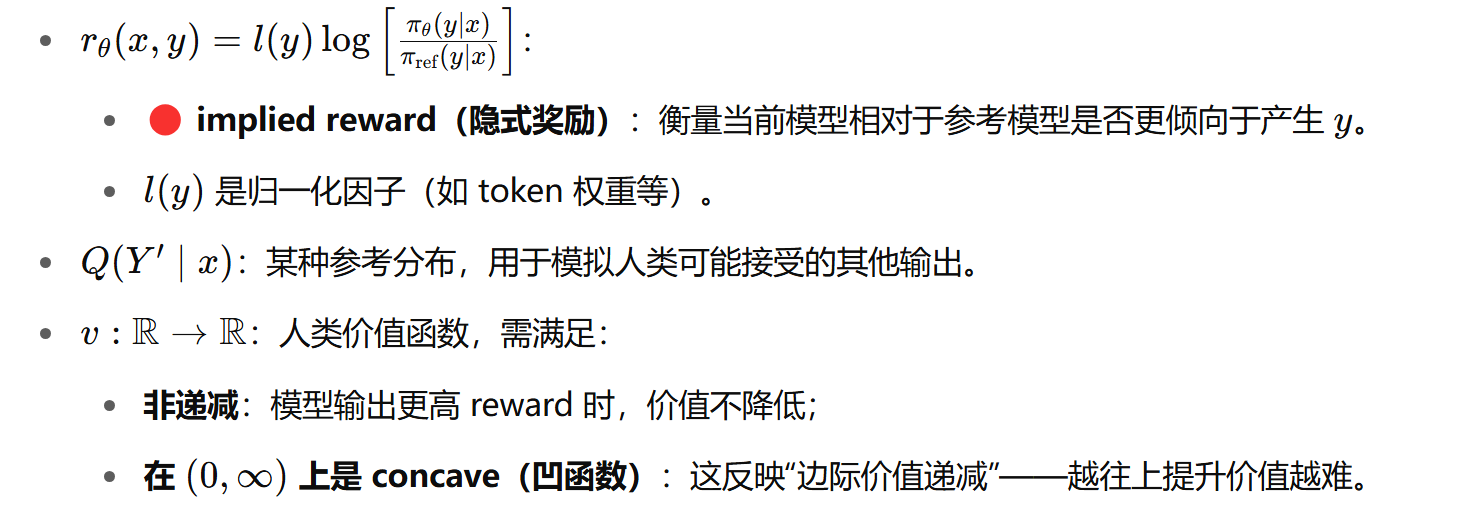 • $r_\theta(x, y) = l(y) \log \left[ \frac{\pi_\theta(y|x)}{\pi_{\text{ref}}(y|x)} \right]$：
• 🔴 implied reward（隐式奖励）：衡量当前模型相对于参考模型是否更倾向于产生 $y$。
• $l(y)$ 是归一化因子（如 token 权重等）。
• $Q(Y' \mid x)$：某种参考分布，用于模拟人类可能接受的其他输出。
• $v : \mathbb{R} \to \mathbb{R}$：人类价值函数，需满足：
• 非递减：模型输出更高 reward 时，价值不降低；
• 在 $(0, \infty)$ 上是 concave（凹函数）：这反映“边际价值递减”——越往上提升价值越难。